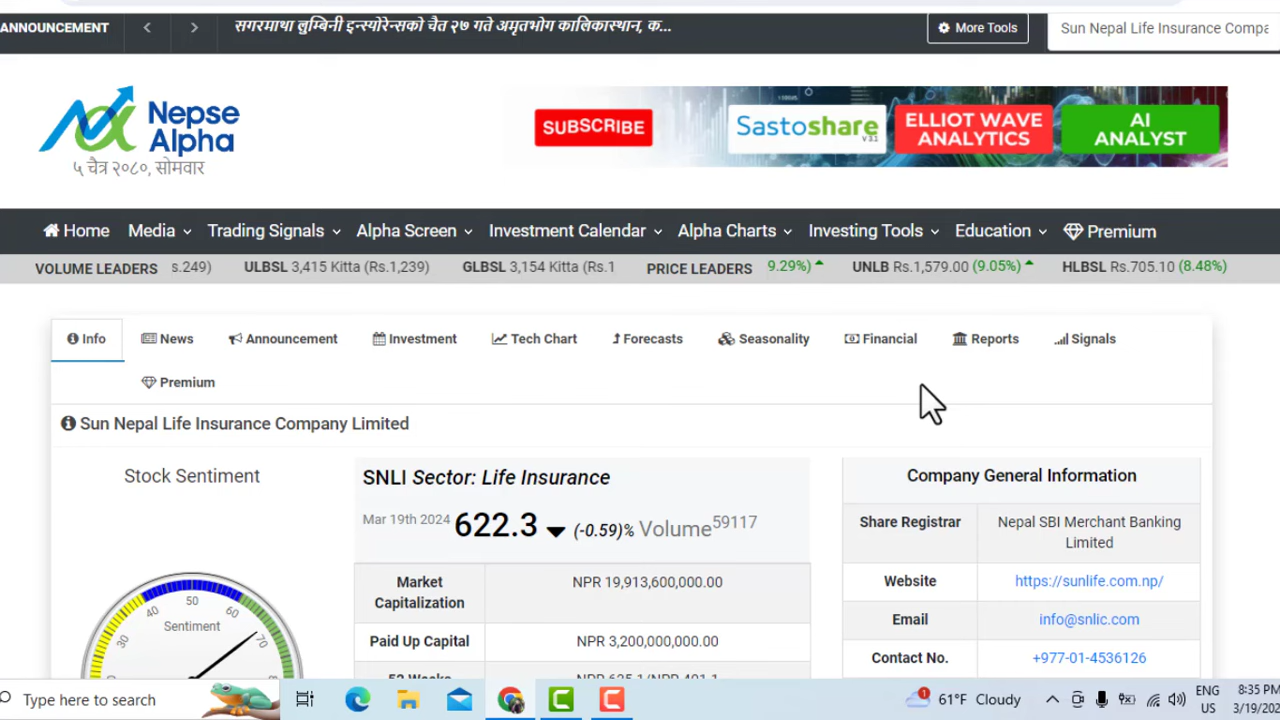 ANNOUNCEMENT
सगरमाथा लुम्बिनी इन्स्योरेन्सको चैत २७ गते अमृतभोग कालिकास्थान, क...
More Tools
Sun Nepal Life Insurance Compa
Nepse
Alpha
५ चैत्र २०८०, सोमवार
SUBSCRIBE
Sastoshare
v3.1
ELLIOT WAVE
ANALYTICS
AI
ANALYST
Home Media Trading Signals Alpha Screen Investment Calendar Alpha Charts Investing Tools Education Premium
VOLUME LEADERS s.249) ULBSL 3,415 Kitta (Rs.1,239) GLBSL 3,154 Kitta (Rs.1 PRICE LEADERS 9.29%) UNLB Rs.1,579.00 (9.05%) HLBSL Rs.705.10 (8.48%)
Info News Announcement Investment Tech Chart Forecasts Seasonality Financial Reports Signals
Premium
Sun Nepal Life Insurance Company Limited
Stock Sentiment
30 40 50 60 70 8
Sentiment
SNLI Sector: Life Insurance
Mar 19th 2024 622.3 (-0.59)% Volume 59117
Market Capitalization NPR 19,913,600,000.00
Paid Up Capital NPR 3,200,000,000.00
Company General Information
Share Registrar Nepal SBI Merchant Banking Limited
Website https://sunlife.com.np/
Email info@snlic.com
Contact No. +977-01-4536126
Type here to search
61°F Cloudy
ENG
US
8:35 PM
3/19/202